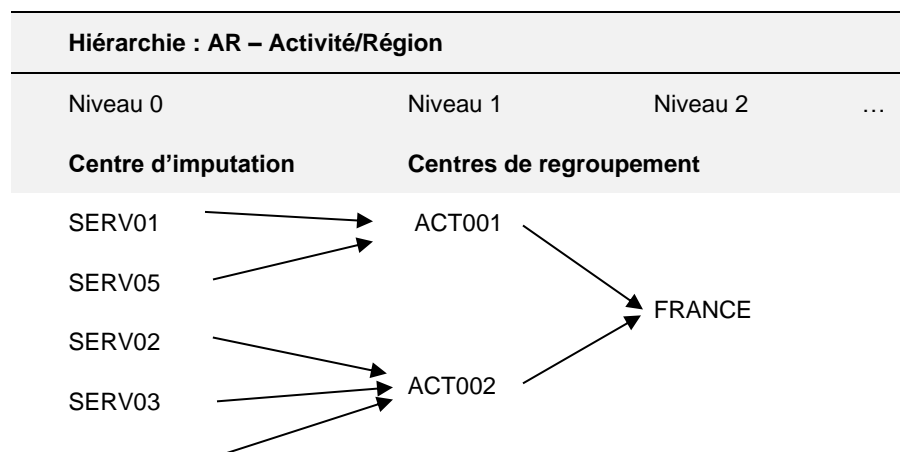 Hiérarchie : AR – Activité/Région
Niveau 0 Niveau 1 Niveau 2 …
Centre d'imputation Centres de regroupement
SERV01 ACT001
SERV05
FRANCE
SERV02
ACT002
SERV03